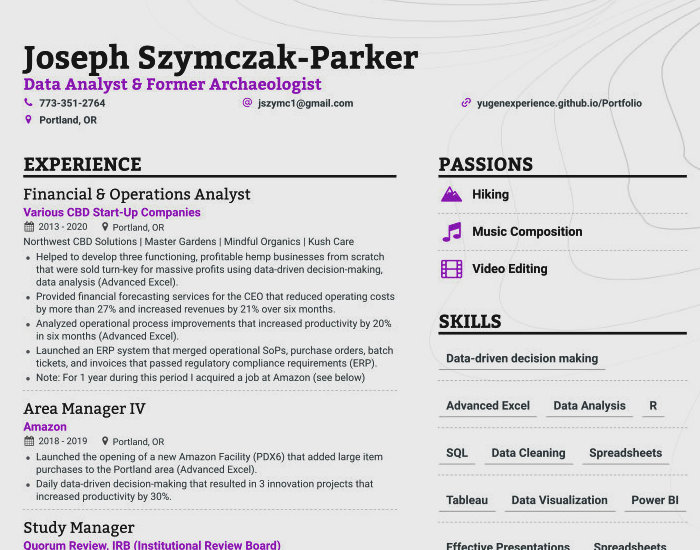 Joseph Szymczak-Parker
Data Analyst & Former Archaeologist
773-351-2764
jszymc1@gmail.com
yugenexperience.github.io/Portfolio
Portland, OR
EXPERIENCE
Financial & Operations Analyst
Various CBD Start-Up Companies
2013 - 2020 Portland, OR
Northwest CBD Solutions | Master Gardens | Mindful Organics | Kush Care
• Helped to develop three functioning, profitable hemp businesses from scratch
that were sold turn-key for massive profits using data-driven decision-making,
data analysis (Advanced Excel).
• Provided financial forecasting services for the CEO that reduced operating costs
by more than 27% and increased revenues by 21% over six months.
• Analyzed operational process improvements that increased productivity by 20%
in six months (Advanced Excel).
• Launched an ERP system that merged operational SoPs, purchase orders, batch
tickets, and invoices that passed regulatory compliance requirements (ERP).
• Note: For 1 year during this period I acquired a job at Amazon (see below)
Area Manager IV
Amazon
2018 - 2019 Portland, OR
• Launched the opening of a new Amazon Facility (PDX6) that added large item
purchases to the Portland area (Advanced Excel).
• Daily data-driven decision-making that resulted in 3 innovation projects that
increased productivity by 30%.
Study Manager
Quorum Review, IRB (Institutional Review Board)
PASSIONS
Hiking
Music Composition
Video Editing
SKILLS
Data-driven decision making
Advanced Excel Data Analysis R
SQL Data Cleaning Spreadsheets
Tableau Data Visualization Power BI
Effective Presentations Spreadsheets